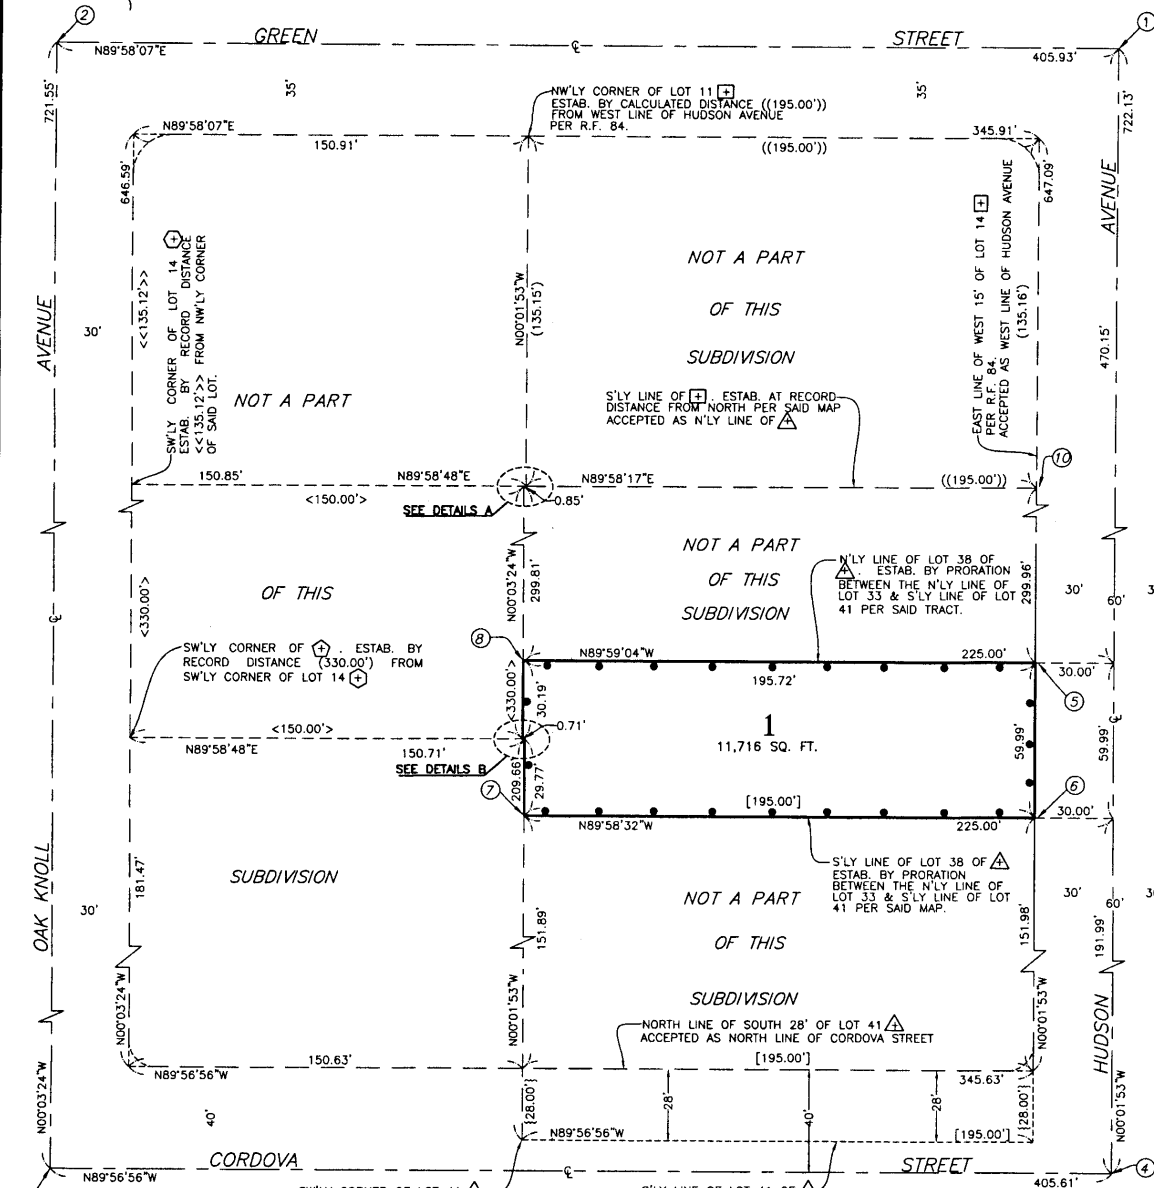 2
1
GREEN
STREET
N89°58'07"E
405.93'
℄
721.55'
35'
35'
722.13'
NW'LY CORNER OF LOT 11 +
ESTAB. BY CALCULATED DISTANCE ((195.00'))
FROM WEST LINE OF HUDSON AVENUE
PER R.F. 84.
N89°58'07"E
150.91'
((195.00'))
345.91'
646.59'
647.09'
AVENUE
SW'LY CORNER OF LOT 14 +
ESTAB. BY RECORD DISTANCE
<<135.12'>> FROM NW'LY CORNER
OF SAID LOT.
<<135.12'>>
N00°01'53"W
(135.15')
EAST LINE OF WEST 15' OF LOT 14 +
PER R.F. 84.
ACCEPTED AS WEST LINE OF HUDSON AVENUE
(135.16')
470.15'
NOT A PART
OF THIS
SUBDIVISION
AVENUE
30'
NOT A PART
S'LY LINE OF + . ESTAB. AT RECORD
DISTANCE FROM NORTH PER SAID MAP
ACCEPTED AS N'LY LINE OF +
10
150.85'
N89°58'48"E
N89°58'17"E
((195.00'))
<150.00'>
0.85'
SEE DETAILS A
NOT A PART
OF THIS
SUBDIVISION
N'LY LINE OF LOT 38 OF
+ . ESTAB. BY PRORATION
BETWEEN THE N'LY LINE OF
LOT 33 & S'LY LINE OF LOT
41 PER SAID TRACT.
N00°03'24"W
299.81'
299.96'
30'
60'
3
OF THIS
<330.00'>
℄
SW'LY CORNER OF + . ESTAB. BY
RECORD DISTANCE (330.00') FROM
SW'LY CORNER OF LOT 14 +
8
N89°59'04"W
225.00'
195.72'
30.00'
5
<330.00'>
30.19'
1
11,716 SQ. FT.
59.99'
59.99'
℄
<150.00'>
0.71'
N89°58'48"E
150.71'
SEE DETAILS B
209.66'
29.77'
7
[195.00']
6
N89°58'32"W
225.00'
30.00'
S'LY LINE OF LOT 38 OF +
ESTAB. BY PRORATION
BETWEEN THE N'LY LINE OF
LOT 33 & S'LY LINE OF LOT
41 PER SAID MAP.
181.47'
SUBDIVISION
NOT A PART
OF THIS
SUBDIVISION
30'
60'
3
30'
OAK KNOLL
151.89'
151.98'
191.99'
N00°03'24"W
N00°01'53"W
N00°01'53"W
HUDSON
NORTH LINE OF SOUTH 28' OF LOT 41 +
ACCEPTED AS NORTH LINE OF CORDOVA STREET
150.63'
[195.00']
N89°56'56"W
345.63'
N00°03'24"W
40'
{28.00'}
28'
40'
28'
{28.00'}
N00°01'53"W
N89°56'56"W
[195.00']
CORDOVA
STREET
N89°56'56"W
℄
405.61'
4